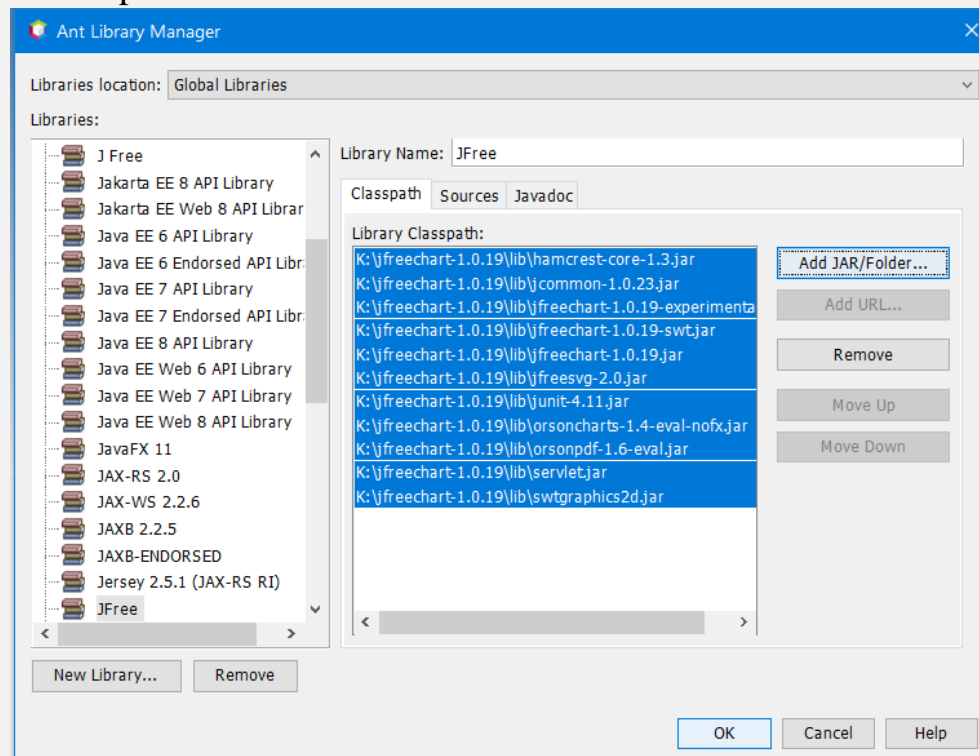 Ant Library Manager
Libraries location: Global Libraries
Libraries:
J Free
Jakarta EE 8 API Library
Jakarta EE Web 8 API Librar
Java EE 6 API Library
Java EE 6 Endorsed API Libr
Java EE 7 API Library
Java EE 7 Endorsed API Libr
Java EE 8 API Library
Java EE Web 6 API Library
Java EE Web 7 API Library
Java EE Web 8 API Library
JavaFX 11
JAX-RS 2.0
JAX-WS 2.2.6
JAXB 2.2.5
JAXB-ENDORSED
Jersey 2.5.1 (JAX-RS RI)
JFree
New Library... Remove
Library Name: JFree
Classpath Sources Javadoc
Library Classpath:
K:\jfreechart-1.0.19\lib\hamcrest-core-1.3.jar
K:\jfreechart-1.0.19\lib\jcommon-1.0.23.jar
K:\jfreechart-1.0.19\lib\jfreechart-1.0.19-experimenta
K:\jfreechart-1.0.19\lib\jfreechart-1.0.19-swt.jar
K:\jfreechart-1.0.19\lib\jfreechart-1.0.19.jar
K:\jfreechart-1.0.19\lib\jfreesvg-2.0.jar
K:\jfreechart-1.0.19\lib\junit-4.11.jar
K:\jfreechart-1.0.19\lib\orsoncharts-1.4-eval-nofx.jar
K:\jfreechart-1.0.19\lib\orsonpdf-1.6-eval.jar
K:\jfreechart-1.0.19\lib\servlet.jar
K:\jfreechart-1.0.19\lib\swtgraphics2d.jar
Add JAR/Folder...
Add URL...
Remove
Move Up
Move Down
OK Cancel Help